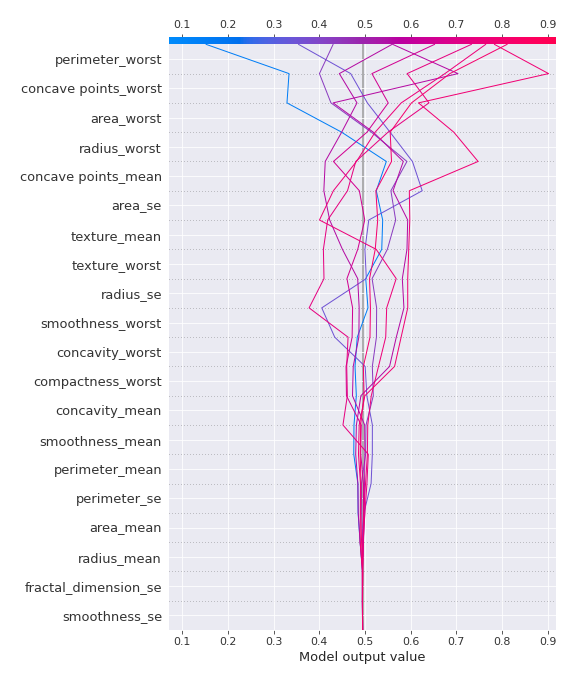 0.1 0.2 0.3 0.4 0.5 0.6 0.7 0.8 0.9
perimeter_worst
concave points_worst
area_worst
radius_worst
concave points_mean
area_se
texture_mean
texture_worst
radius_se
smoothness_worst
concavity_worst
compactness_worst
concavity_mean
smoothness_mean
perimeter_mean
perimeter_se
area_mean
radius_mean
fractal_dimension_se
smoothness_se
0.1 0.2 0.3 0.4 0.5 0.6 0.7 0.8 0.9
Model output value